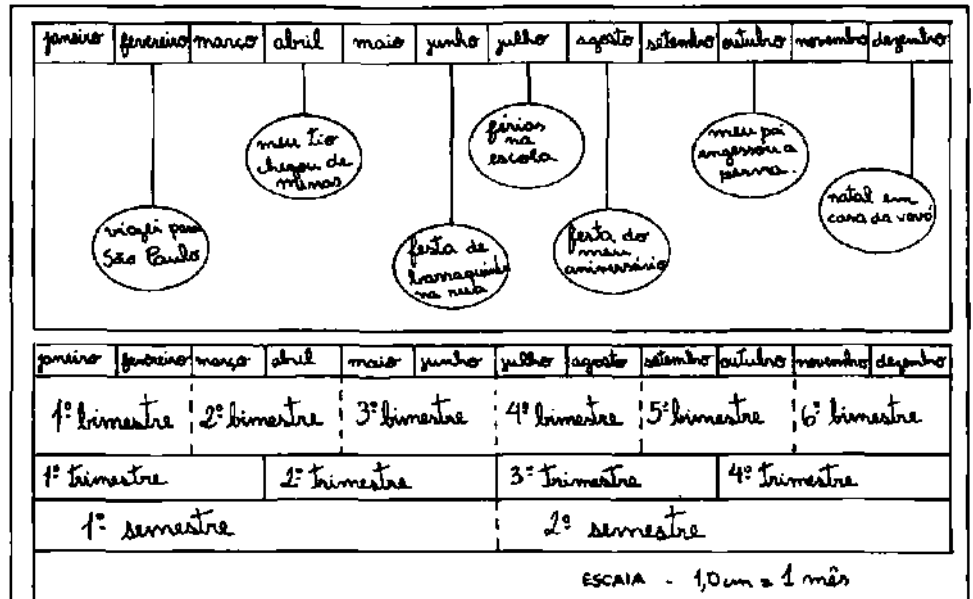 janeiro fevereiro março abril maio junho julho agosto setembro outubro novembro dezembro
meu tio
chegou de
minas
férias
na
escola
meu pai
engessou a
perna.
natal em
casa da vovó
viajei para
São Paulo
festa de
barraquinha
na rua
festa do
meu
aniversário
janeiro fevereiro março abril maio junho julho agosto setembro outubro novembro dezembro
1º bimestre 2º bimestre 3º bimestre 4º bimestre 5º bimestre 6º bimestre
1º trimestre 2º trimestre 3º trimestre 4º trimestre
1º semestre 2º semestre
ESCALA - 1,0 cm = 1 mês